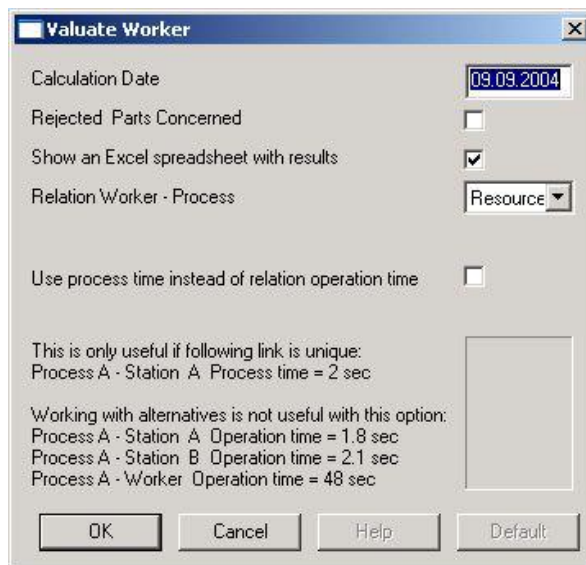 Valuate Worker
Calculation Date 09.09.2004
Rejected Parts Concerned
Show an Excel spreadsheet with results
Relation Worker - Process Resource
Use process time instead of relation operation time
This is only useful if following link is unique:
Process A - Station A Process time = 2 sec
Working with alternatives is not useful with this option:
Process A - Station A Operation time = 1.8 sec
Process A - Station B Operation time = 2.1 sec
Process A - Worker Operation time = 48 sec
OK Cancel Help Default